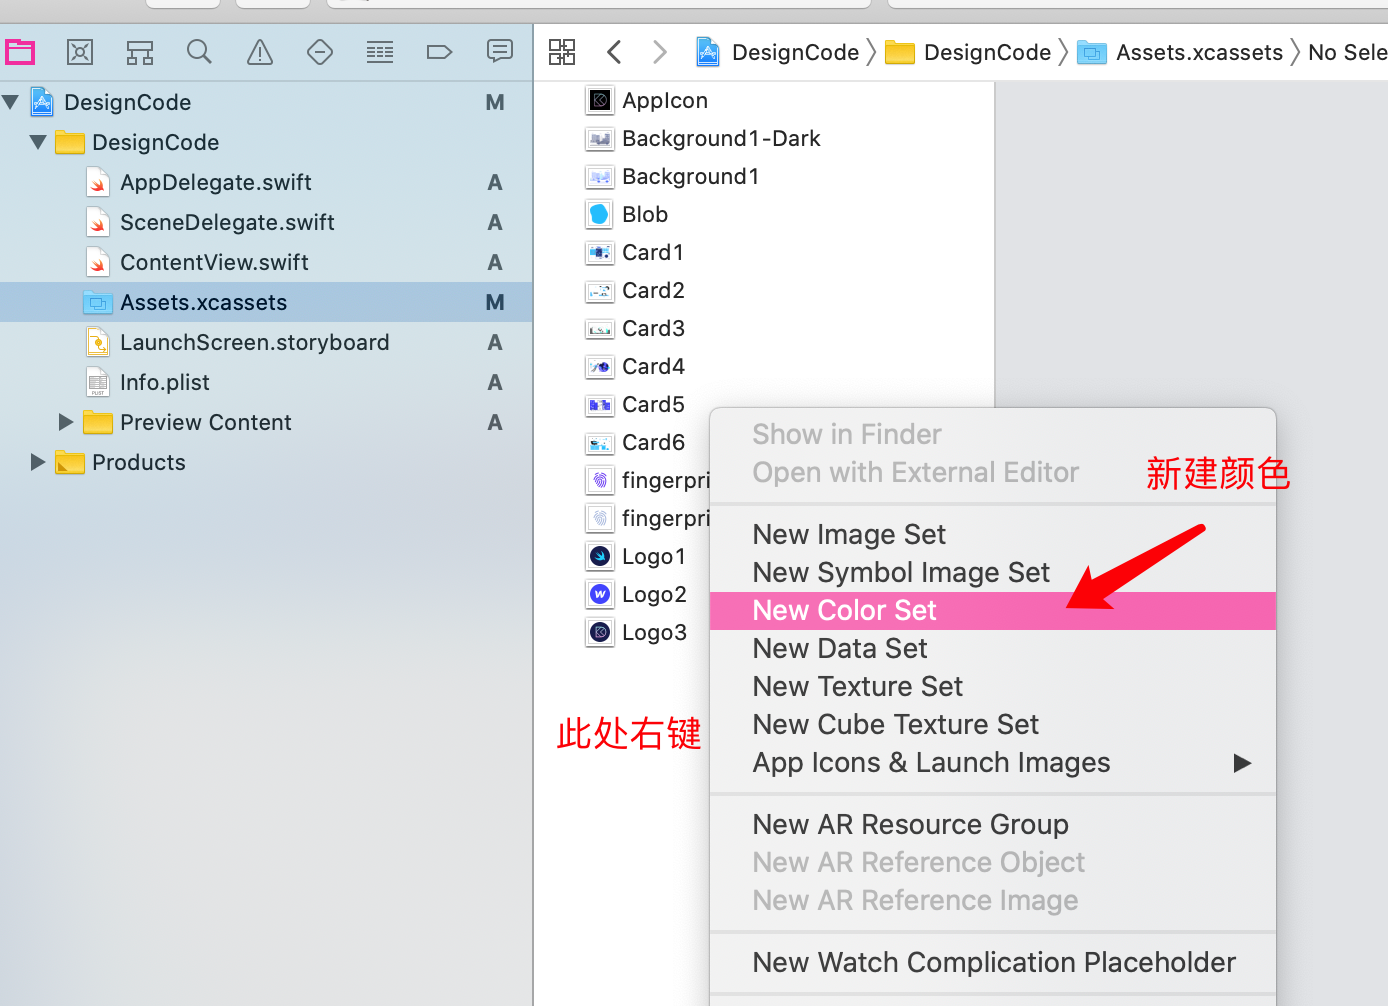 DesignCode
DesignCode
Assets.xcassets
No Sele
DesignCode M
DesignCode
AppDelegate.swift A
SceneDelegate.swift A
ContentView.swift A
Assets.xcassets M
LaunchScreen.storyboard A
Info.plist A
Preview Content A
Products
AppIcon
Background1-Dark
Background1
Blob
Card1
Card2
Card3
Card4
Card5
Card6
fingerpri
fingerpri
Logo1
Logo2
Logo3
此处右键
Show in Finder
Open with External Editor
新建颜色
New Image Set
New Symbol Image Set
New Color Set
New Data Set
New Texture Set
New Cube Texture Set
App Icons & Launch Images
New AR Resource Group
New AR Reference Object
New AR Reference Image
New Watch Complication Placeholder